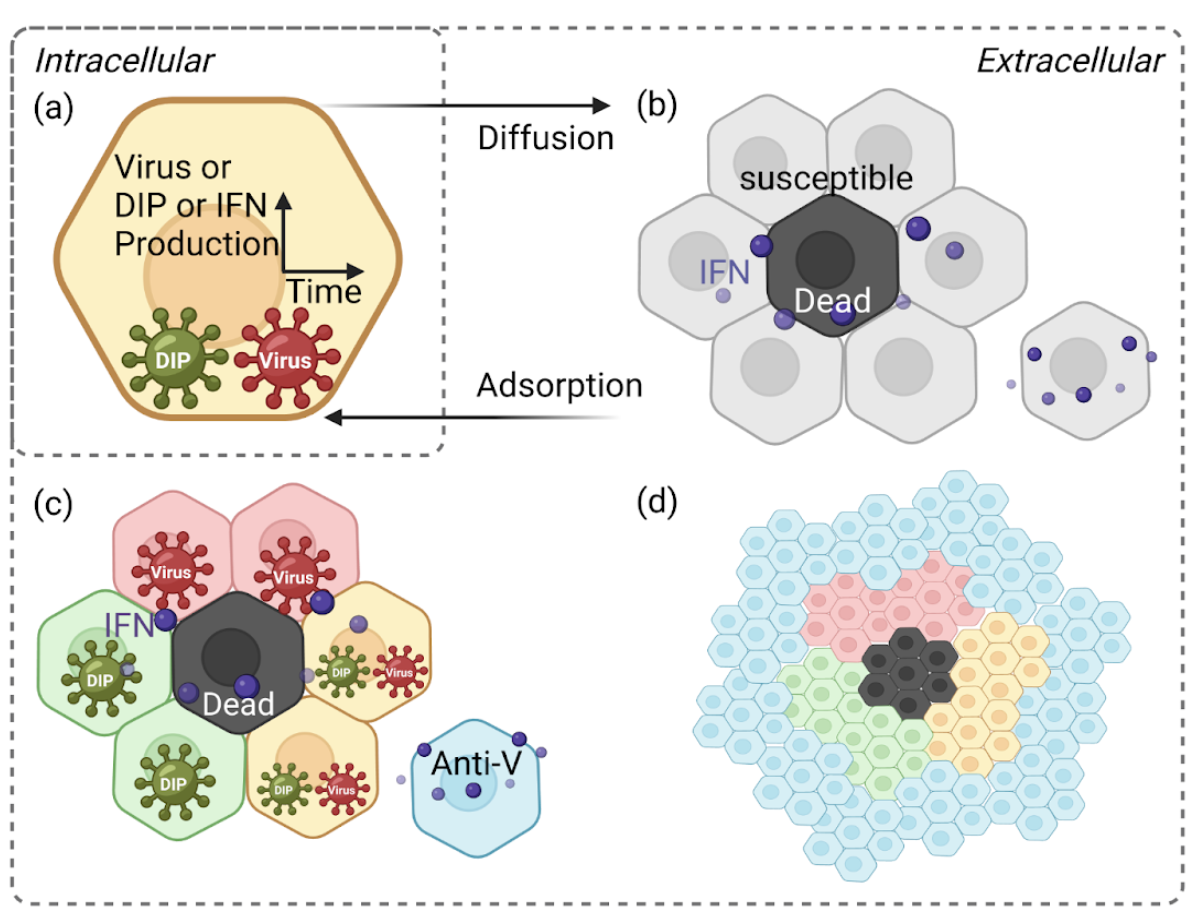 Intracellular
Extracellular
(a)
Virus or
DIP or IFN
Production
Time
DIP
Virus
Diffusion
Adsorption
(b)
susceptible
IFN
Dead
(c)
Virus
Virus
IFN
DIP
Dead
DIP
Virus
DIP
DIP
Virus
Anti-V
(d)